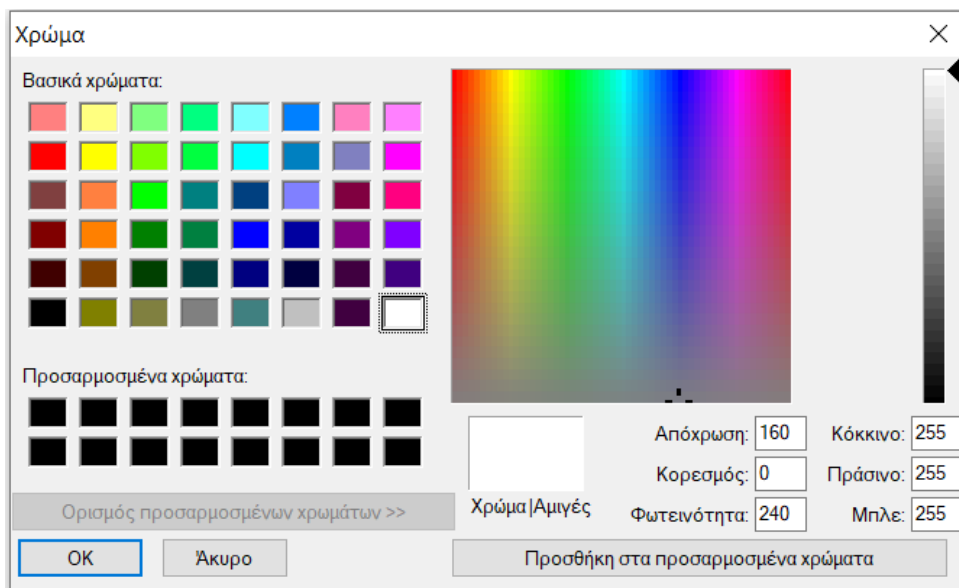 Χρώμα
Βασικά χρώματα:
Προσαρμοσμένα χρώματα:
Ορισμός προσαρμοσμένων χρωμάτων >>
OK Άκυρο
Χρώμα|Αμιγές
Απόχρωση: 160 Κόκκινο: 255
Κορεσμός: 0 Πράσινο: 255
Φωτεινότητα: 240 Μπλε: 255
Προσθήκη στα προσαρμοσμένα χρώματα